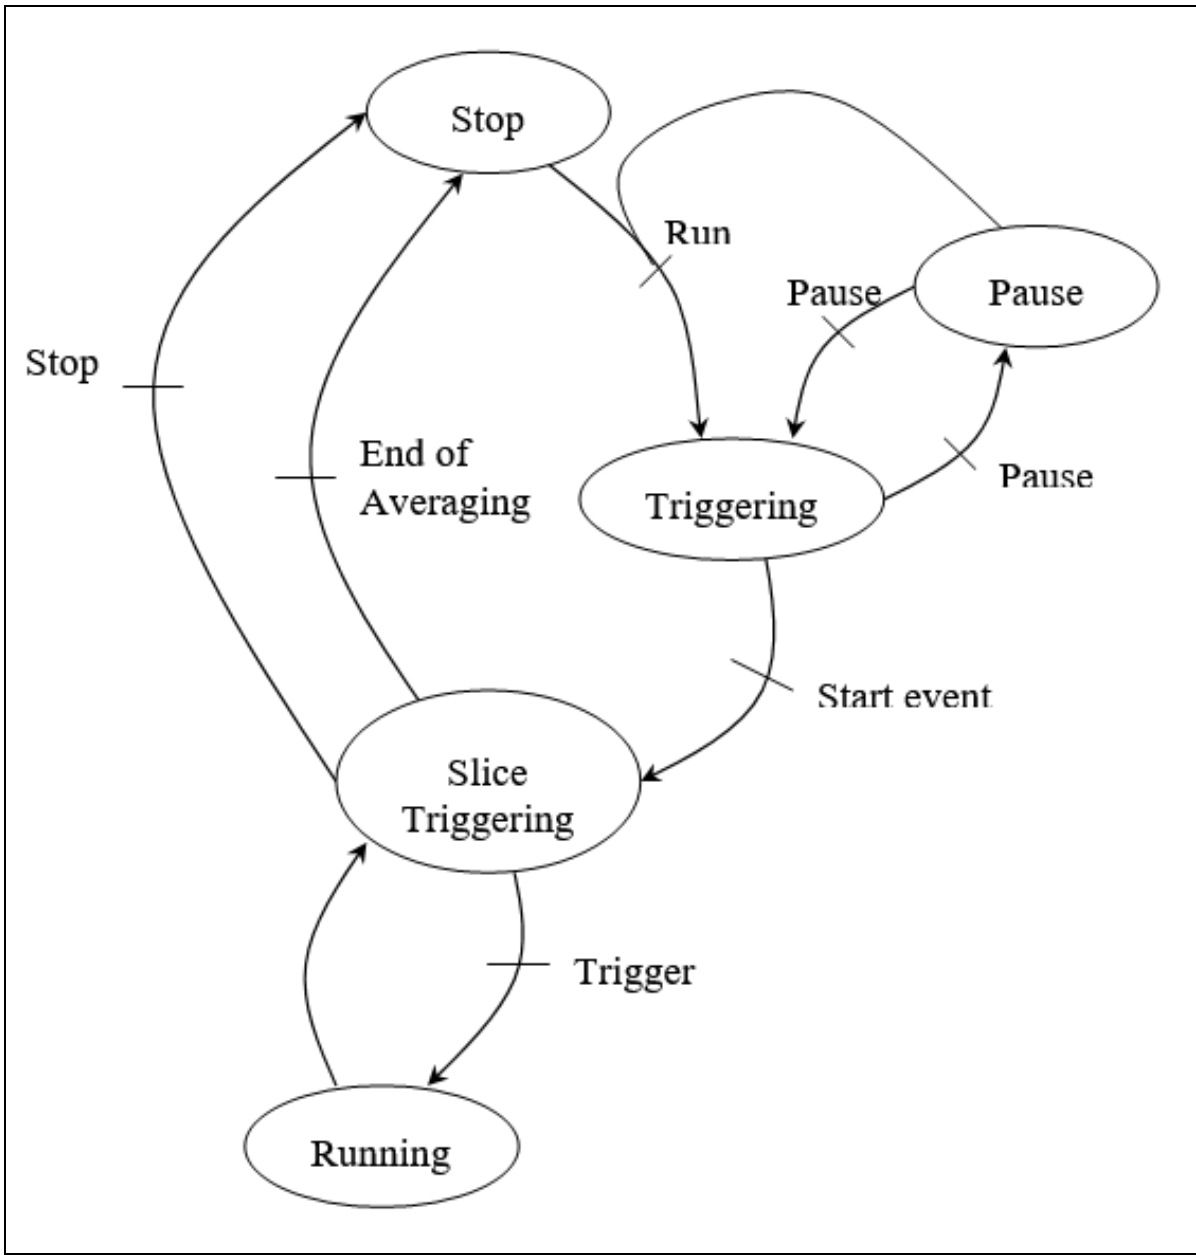 Stop
Run
Pause
Pause
Stop
End of
Averaging
Pause
Triggering
Start event
Slice
Triggering
Trigger
Running